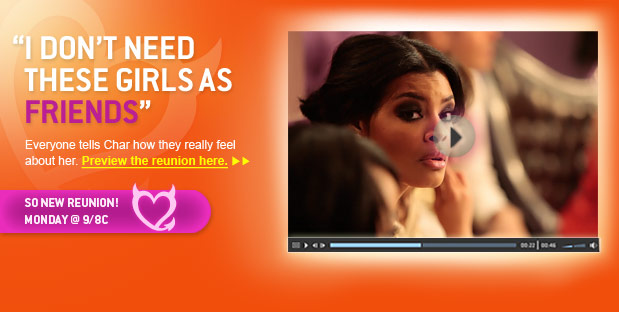 “I DON’T NEED
THESE GIRLS AS
FRIENDS”
Everyone tells Char how they really feel
about her. Preview the reunion here.
SO NEW REUNION!
MONDAY @ 9/8C
00:22 00:46